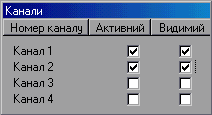 Канали
Номер каналу Активний Видимий
Канал 1
Канал 2
Канал 3
Канал 4